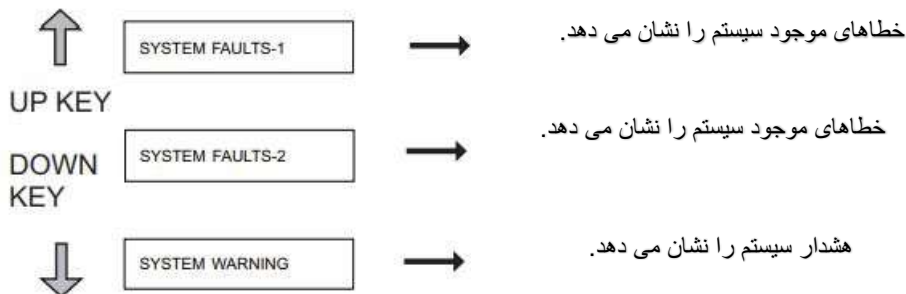 SYSTEM FAULTS-1
خطاهای موجود سیستم را نشان می دهد.
UP KEY
SYSTEM FAULTS-2
خطاهای موجود سیستم را نشان می دهد.
DOWN
KEY
SYSTEM WARNING
هشدار سیستم را نشان می دهد.